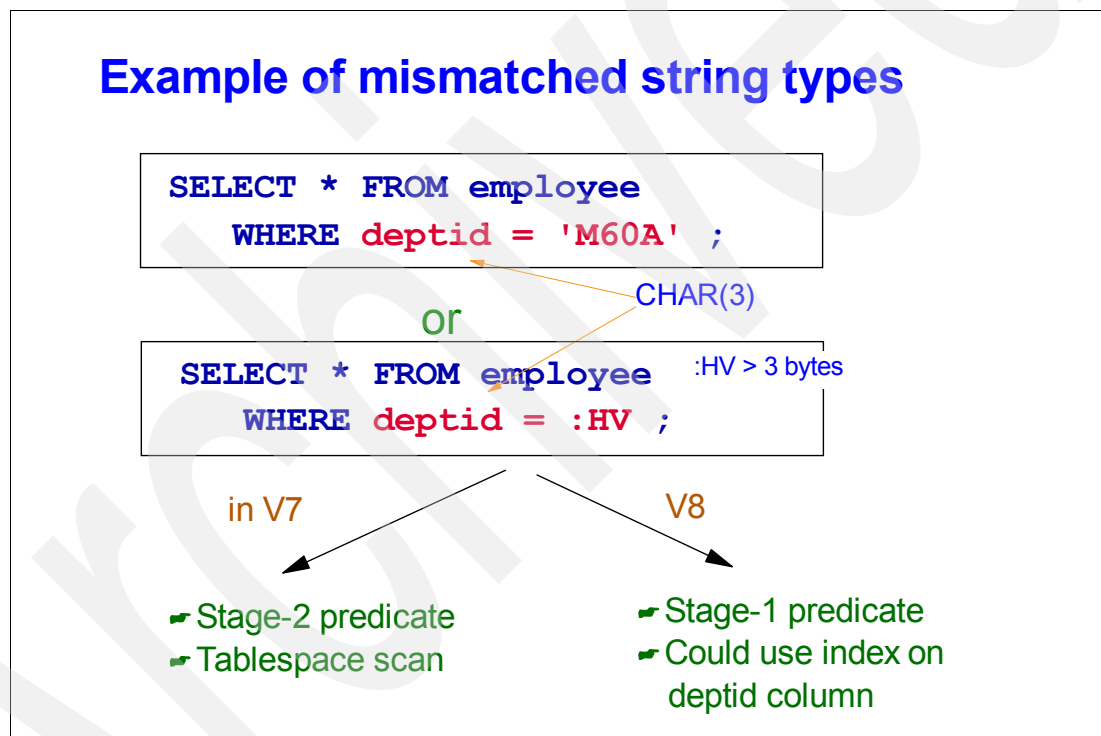 Example of mismatched string types
SELECT * FROM employee
WHERE deptid = 'M60A' ;
CHAR(3)
or
SELECT * FROM employee
:HV > 3 bytes
WHERE deptid = :HV ;
in V7
V8
☛ Stage-2 predicate
☛ Tablespace scan
☛ Stage-1 predicate
☛ Could use index on
deptid column